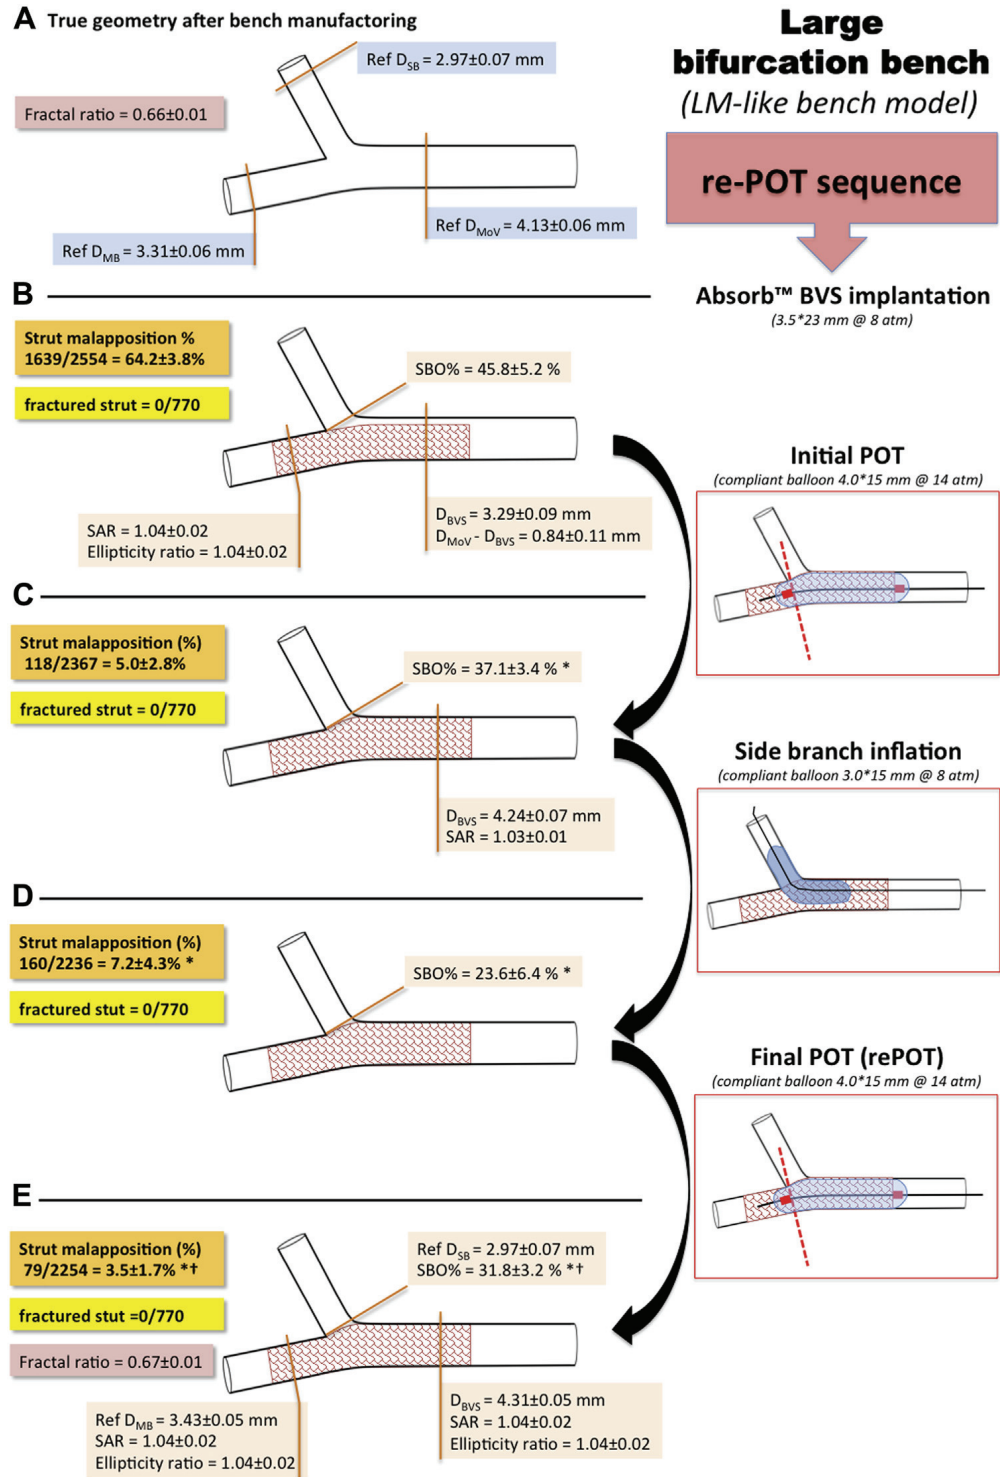 A True geometry after bench manufactoring
Large
bifurcation bench
(LM-like bench model)
Ref D_SB = 2.97±0.07 mm
Fractal ratio = 0.66±0.01
re-POT sequence
Ref D_MoV = 4.13±0.06 mm
Ref D_MB = 3.31±0.06 mm
Absorb™ BVS implantation
(3.5*23 mm @ 8 atm)
B
Strut malapposition %
1639/2554 = 64.2±3.8%
fractured strut = 0/770
SBO% = 45.8±5.2 %
SAR = 1.04±0.02
Ellipticity ratio = 1.04±0.02
D_BVS = 3.29±0.09 mm
D_MoV - D_BVS = 0.84±0.11 mm
Initial POT
(compliant balloon 4.0*15 mm @ 14 atm)
C
Strut malapposition (%)
118/2367 = 5.0±2.8%
fractured strut = 0/770
SBO% = 37.1±3.4 % *
D_BVS = 4.24±0.07 mm
SAR = 1.03±0.01
Side branch inflation
(compliant balloon 3.0*15 mm @ 8 atm)
D
Strut malapposition (%)
160/2236 = 7.2±4.3% *
fractured stut = 0/770
SBO% = 23.6±6.4 % *
Final POT (rePOT)
(compliant balloon 4.0*15 mm @ 14 atm)
E
Strut malapposition (%)
79/2254 = 3.5±1.7% *†
fractured stut =0/770
Fractal ratio = 0.67±0.01
Ref D_SB = 2.97±0.07 mm
SBO% = 31.8±3.2 % *†
Ref D_MB = 3.43±0.05 mm
SAR = 1.04±0.02
Ellipticity ratio = 1.04±0.02
D_BVS = 4.31±0.05 mm
SAR = 1.04±0.02
Ellipticity ratio = 1.04±0.02